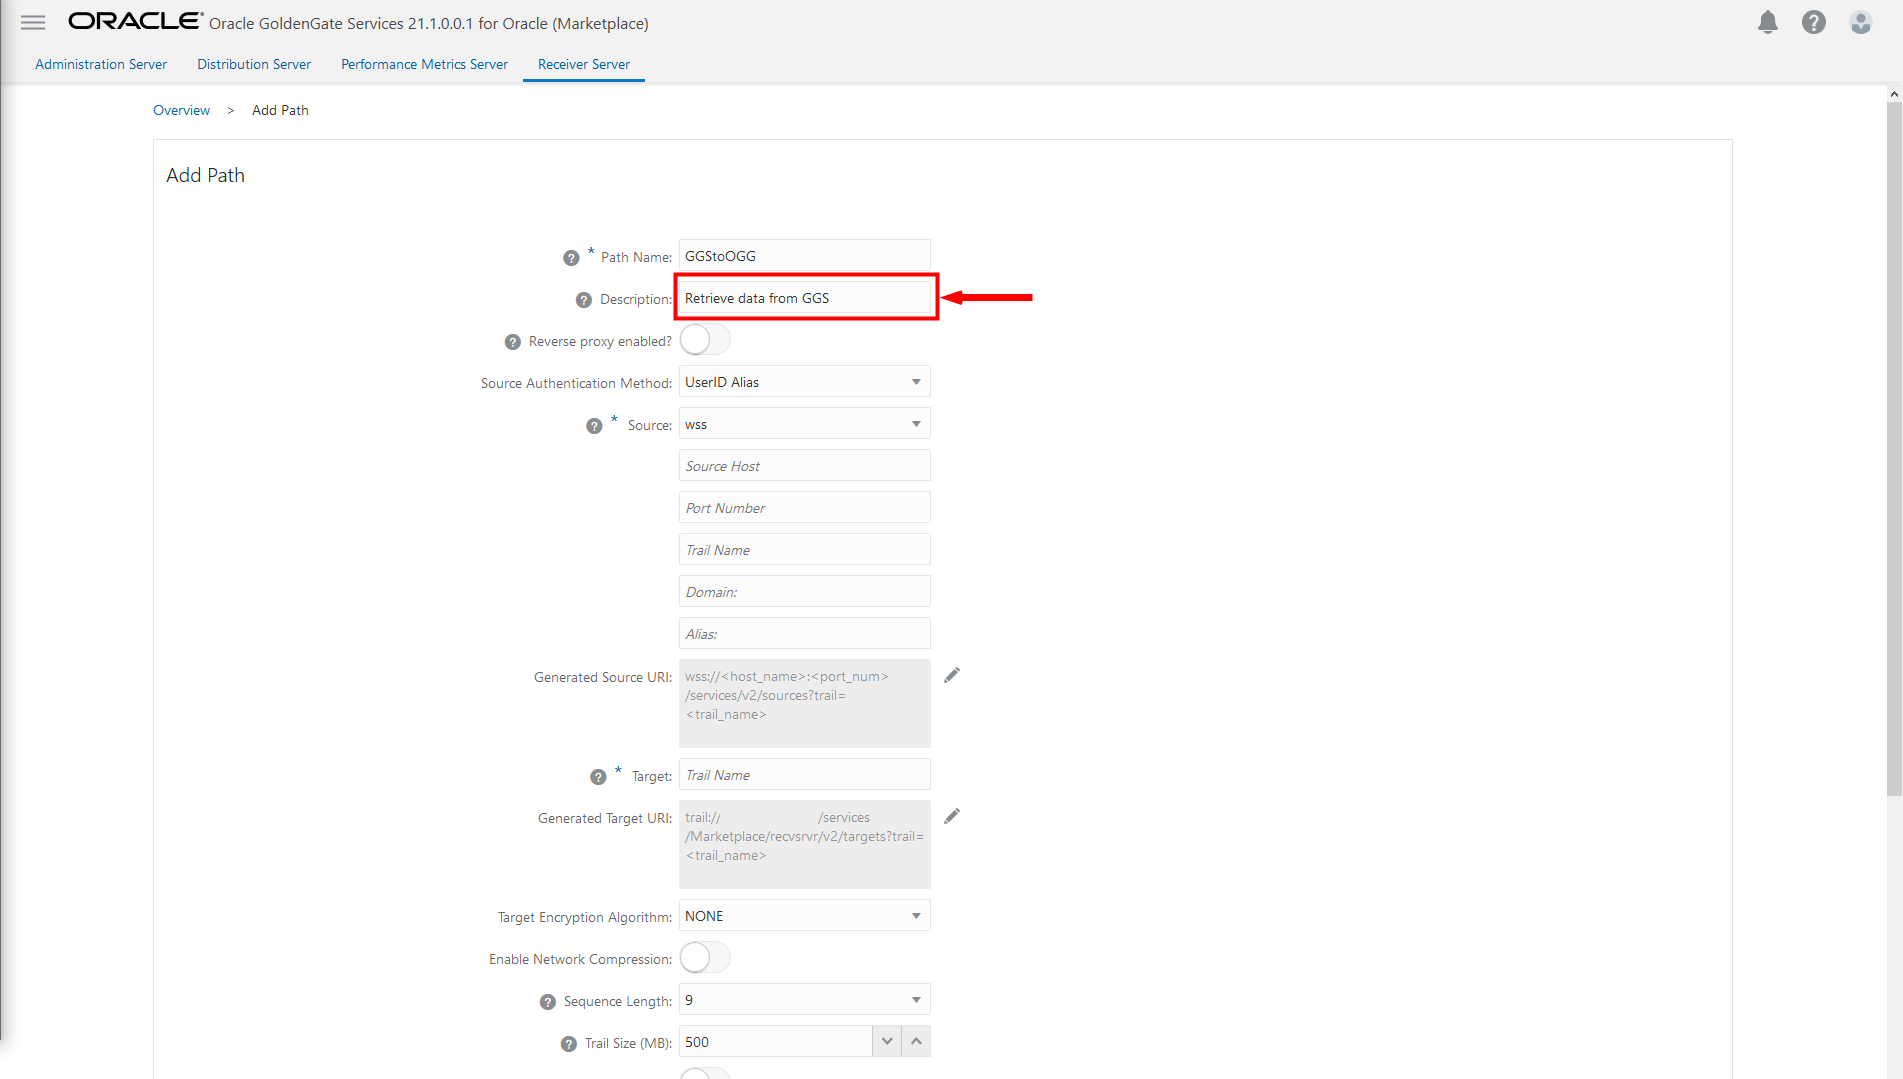 ORACLE Oracle GoldenGate Services 21.1.0.0.1 for Oracle (Marketplace)
Administration Server Distribution Server Performance Metrics Server Receiver Server
Overview > Add Path
Add Path
? * Path Name: GGStoOGG
? Description: Retrieve data from GGS
? Reverse proxy enabled?
Source Authentication Method: UserID Alias
? * Source: wss
Source Host
Port Number
Trail Name
Domain:
Alias:
Generated Source URI: wss://<host_name>:<port_num>
/services/v2/sources?trail=
<trail_name>
? * Target: Trail Name
Generated Target URI: trail:// /services
/Marketplace/recvsrvr/v2/targets?trail=
<trail_name>
Target Encryption Algorithm: NONE
Enable Network Compression:
? Sequence Length: 9
? Trail Size (MB): 500